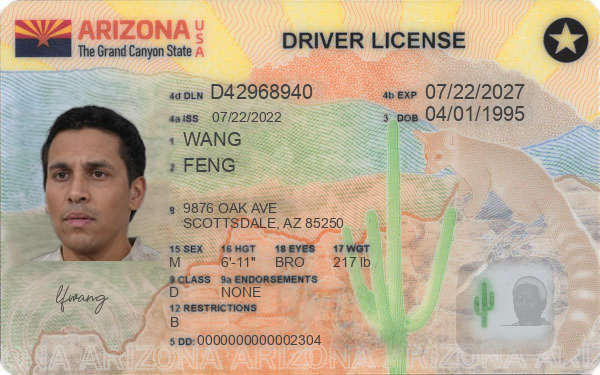 ARIZONA USA
The Grand Canyon State
DRIVER LICENSE
4d DLN D42968940
4b EXP 07/22/2027
4a ISS 07/22/2022
3 DOB 04/01/1995
1 WANG
2 FENG
8 9876 OAK AVE
SCOTTSDALE, AZ 85250
15 SEX 16 HGT 18 EYES 17 WGT
M 6'-11" BRO 217 lb
9 CLASS 9a ENDORSEMENTS
D NONE
12 RESTRICTIONS
B
5 DD: 0000000000002304
lfwang
ONA ARIZONA ARIZONA ARIZONA ARIZONA